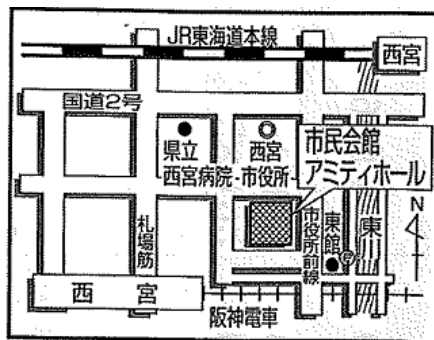 JR東海道本線
西宮
国道2号
県立
西宮病院
西宮
市役所
市民会館
アミティホール
N
札場筋
市役所前線
東館
東川
西宮
阪神電車